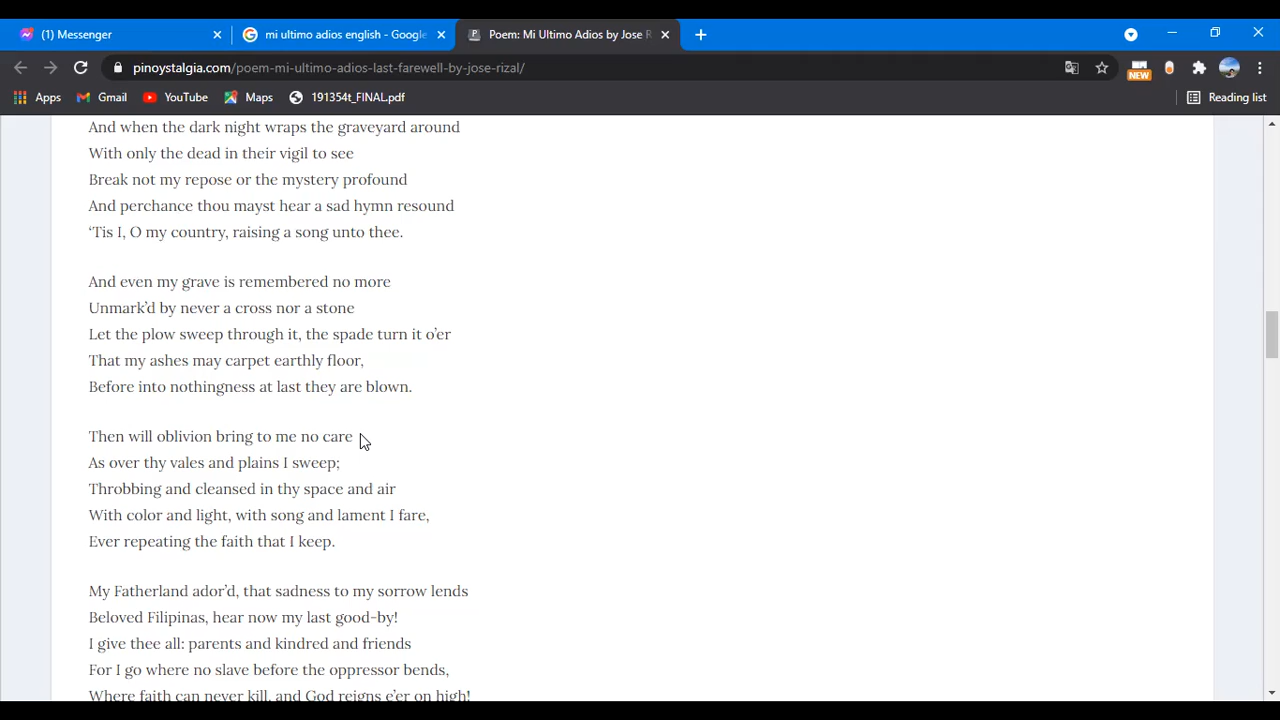 (1) Messenger
mi ultimo adios english - Google
Poem: Mi Ultimo Adios by Jose R
pinoystalgia.com/poem-mi-ultimo-adios-last-farewell-by-jose-rizal/
NEW
Apps
Gmail
YouTube
Maps
191354t_FINAL.pdf
Reading list
And when the dark night wraps the graveyard around
With only the dead in their vigil to see
Break not my repose or the mystery profound
And perchance thou mayst hear a sad hymn resound
‘Tis I, O my country, raising a song unto thee.
And even my grave is remembered no more
Unmark’d by never a cross nor a stone
Let the plow sweep through it, the spade turn it o’er
That my ashes may carpet earthly floor,
Before into nothingness at last they are blown.
Then will oblivion bring to me no care
As over thy vales and plains I sweep;
Throbbing and cleansed in thy space and air
With color and light, with song and lament I fare,
Ever repeating the faith that I keep.
My Fatherland ador’d, that sadness to my sorrow lends
Beloved Filipinas, hear now my last good-by!
I give thee all: parents and kindred and friends
For I go where no slave before the oppressor bends,
Where faith can never kill, and God reigns e’er on high!